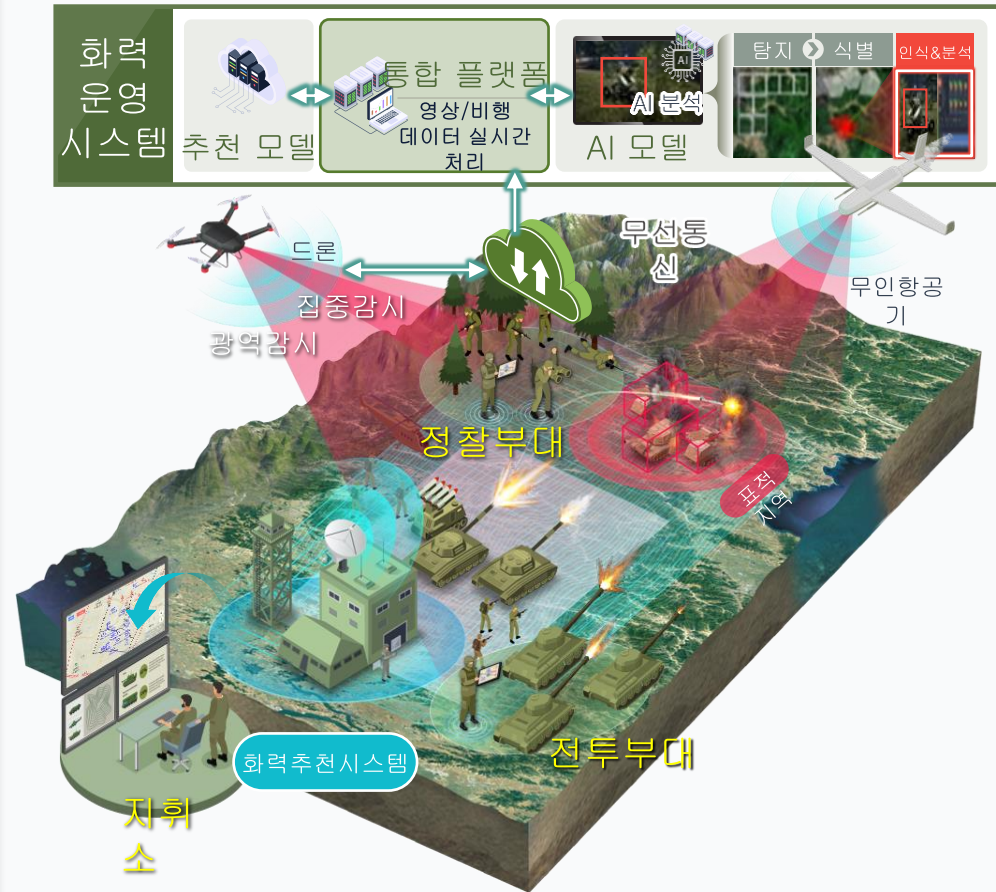 화력
운영
시스템
추천 모델
통합 플랫폼
영상/비행
데이터 실시간
처리
AI
AI 분석
AI 모델
탐지
식별
인식&분석
드론
집중감시
광역감시
무선통
신
무인항공
기
정찰부대
표적
지역
전투부대
화력추천시스템
지휘
소